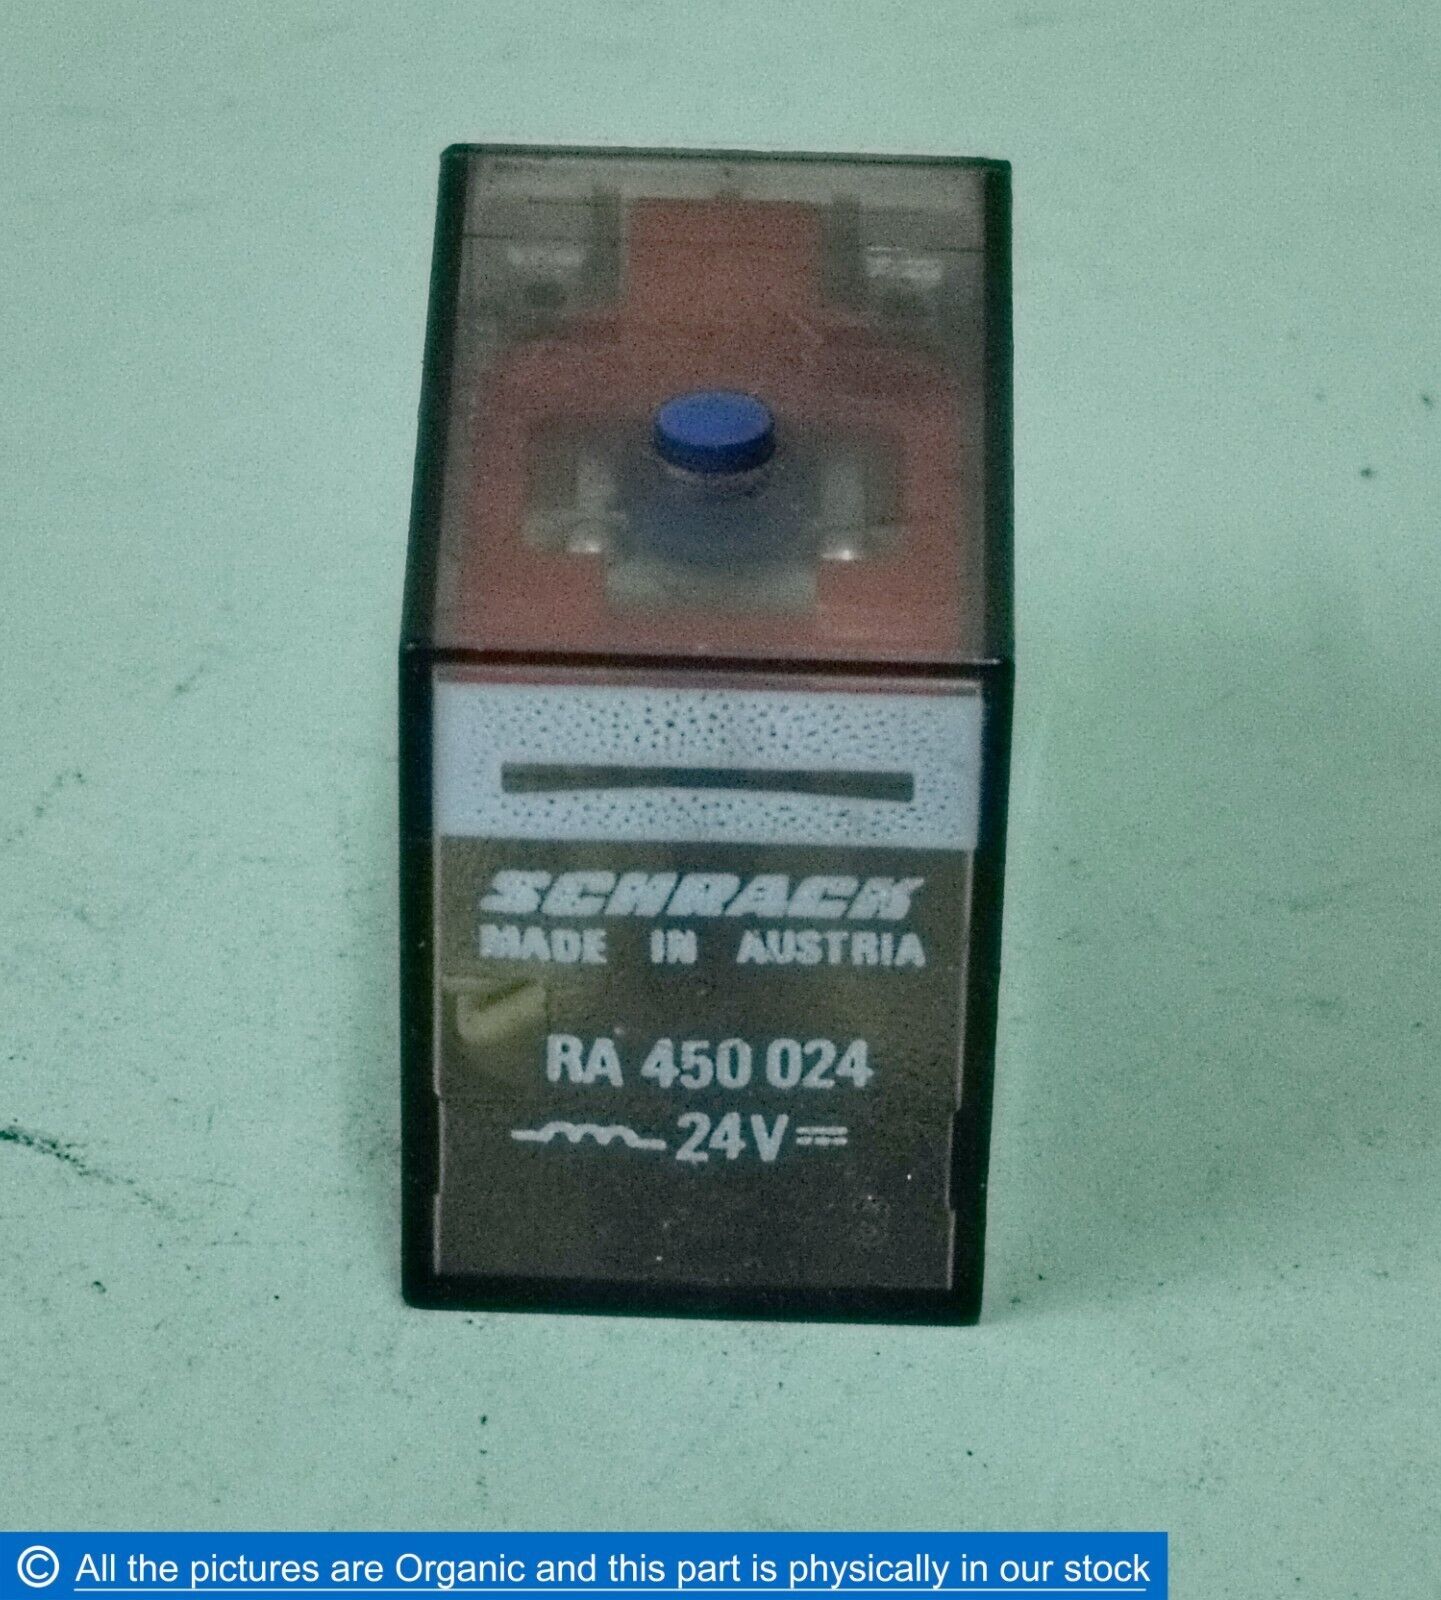 SCHRACK
MADE IN AUSTRIA
RA 450 024
24V
© All the pictures are Organic and this part is physically in our stock